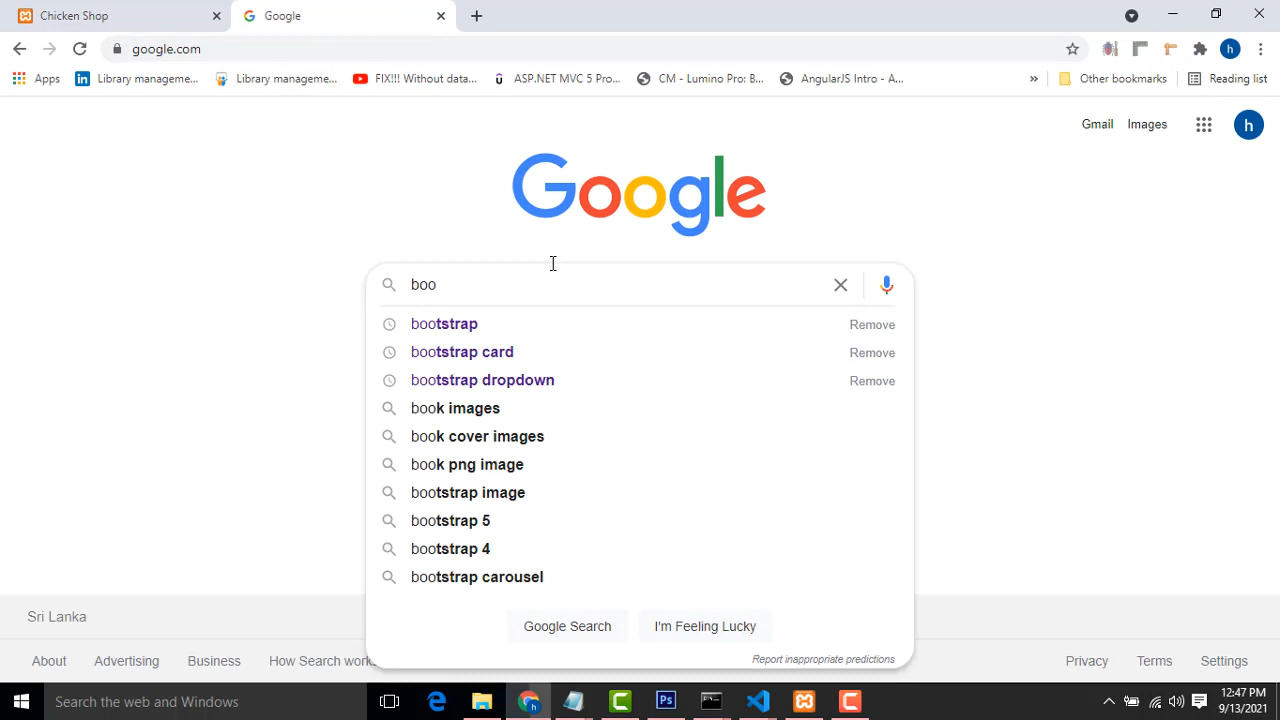 Chicken Shop
Google
google.com
Apps
Library manageme...
Library manageme...
FIX!!! Without data...
ASP.NET MVC 5 Pro...
CM - Lumino Pro: B...
AngularJS Intro - A...
»
Other bookmarks
Reading list
Gmail
Images
h
h
Google
boo
bootstrap
Remove
bootstrap card
Remove
bootstrap dropdown
Remove
book images
book cover images
book png image
bootstrap image
bootstrap 5
bootstrap 4
bootstrap carousel
Google Search
I'm Feeling Lucky
Report inappropriate predictions
Sri Lanka
About
Advertising
Business
How Search works
Privacy
Terms
Settings
Search the web and Windows
12:47 PM
9/13/2021